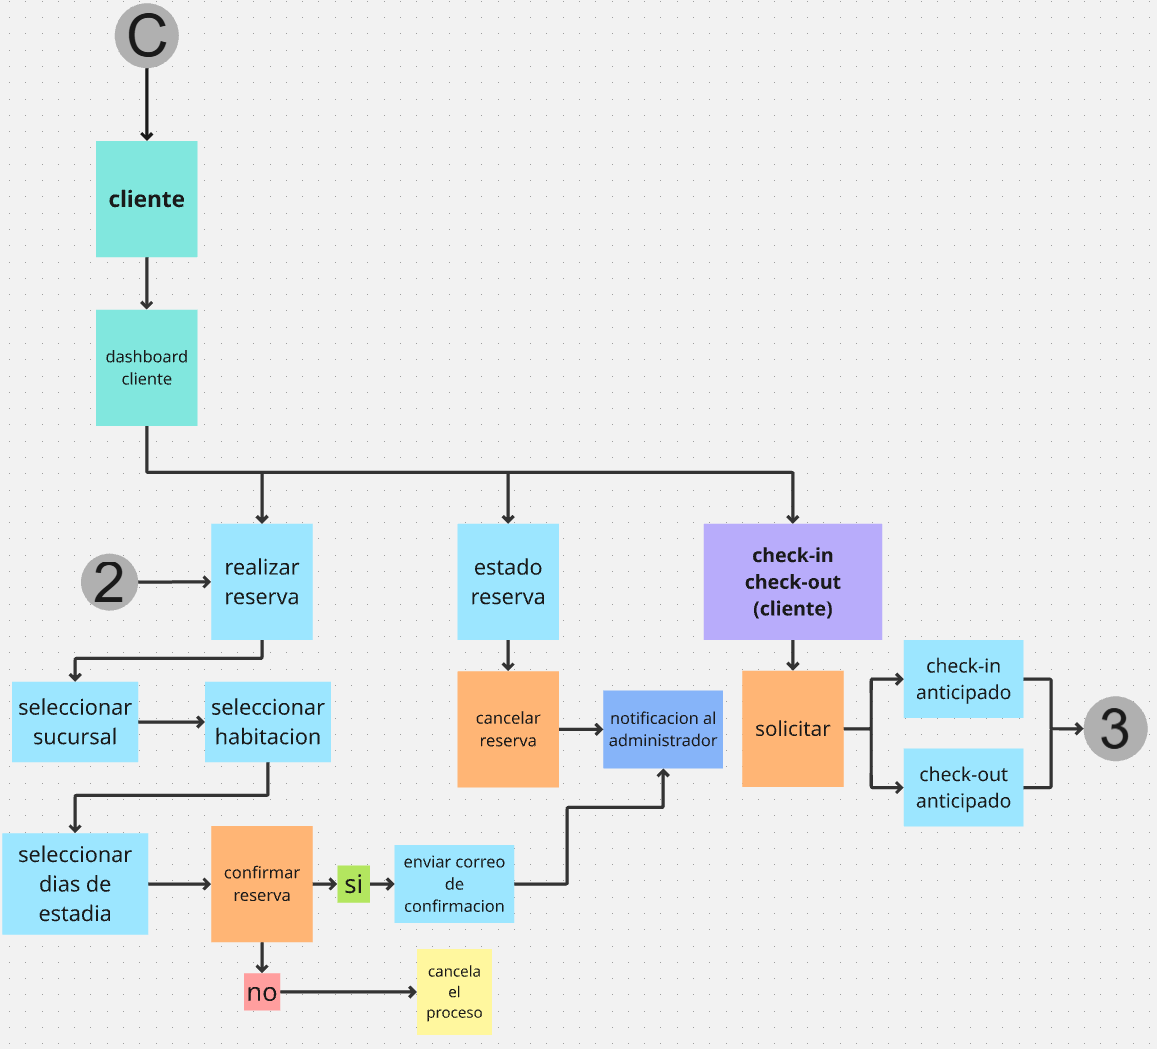 C
cliente
dashboard
cliente
realizar
reserva
estado
reserva
check-in
check-out
(cliente)
2
seleccionar
sucursal
seleccionar
habitacion
cancelar
reserva
notificacion al
administrador
solicitar
check-in
anticipado
check-out
anticipado
3
seleccionar
dias de
estadia
confirmar
reserva
si
enviar correo
de
confirmacion
no
cancela
el
proceso